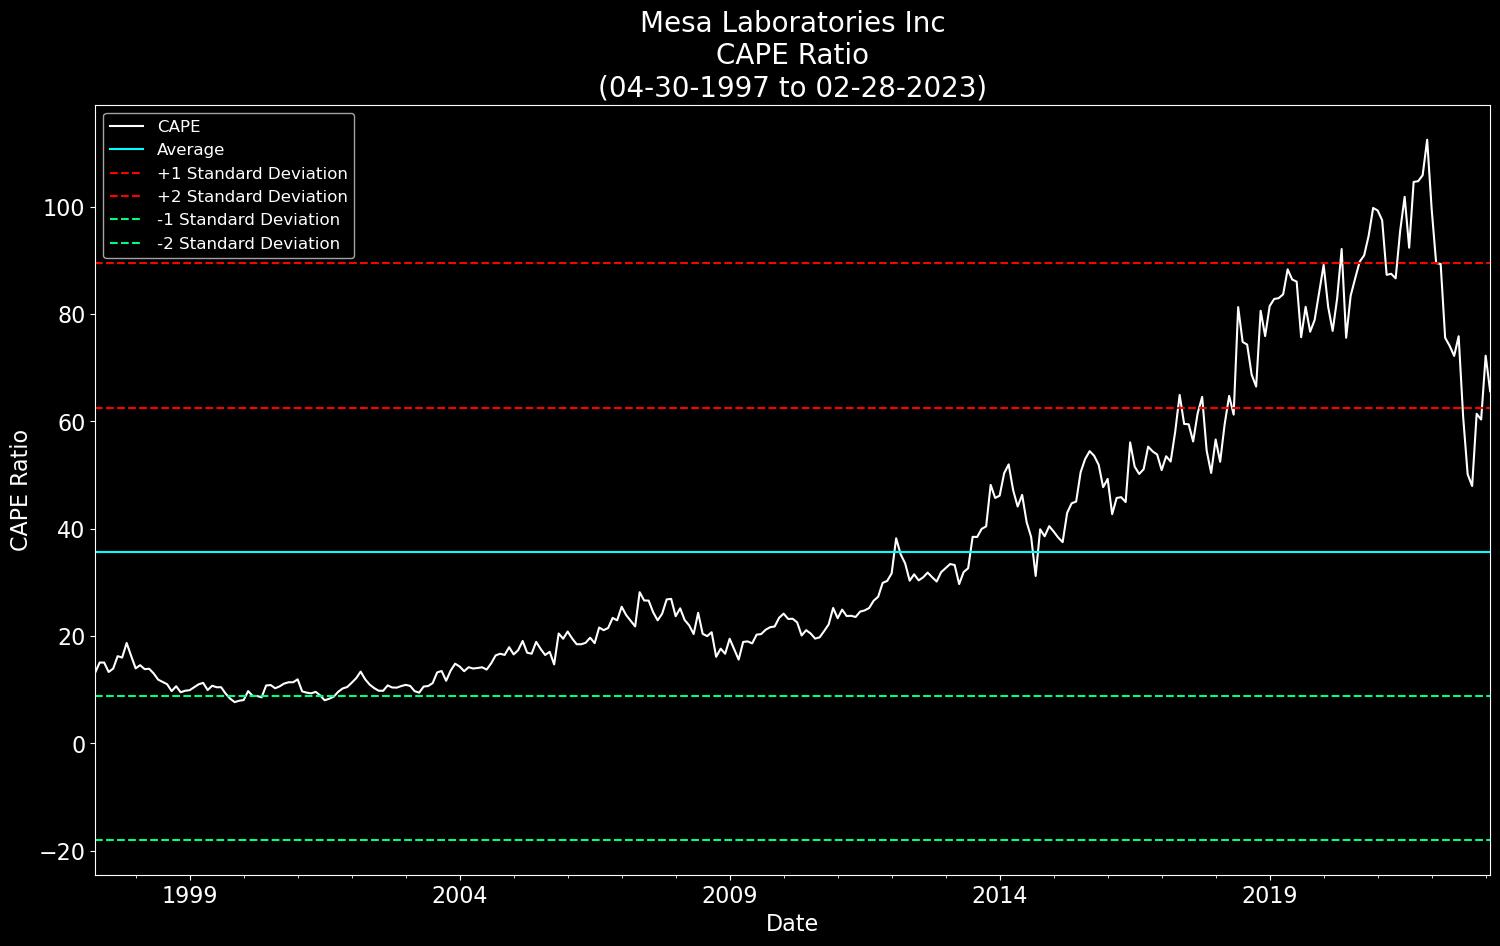 Mesa Laboratories Inc
CAPE Ratio
(04-30-1997 to 02-28-2023)
CAPE
Average
+1 Standard Deviation
+2 Standard Deviation
-1 Standard Deviation
-2 Standard Deviation
CAPE Ratio
100
80
60
40
20
0
−20
1999
2004
2009
2014
2019
Date